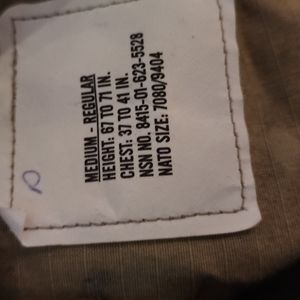 MEDIUM - REGULAR
HEIGHT: 67 TO 71 IN.
CHEST: 37 TO 41 IN.
NSN NO. 8415-01-623-5528
NATO SIZE: 7080/9404